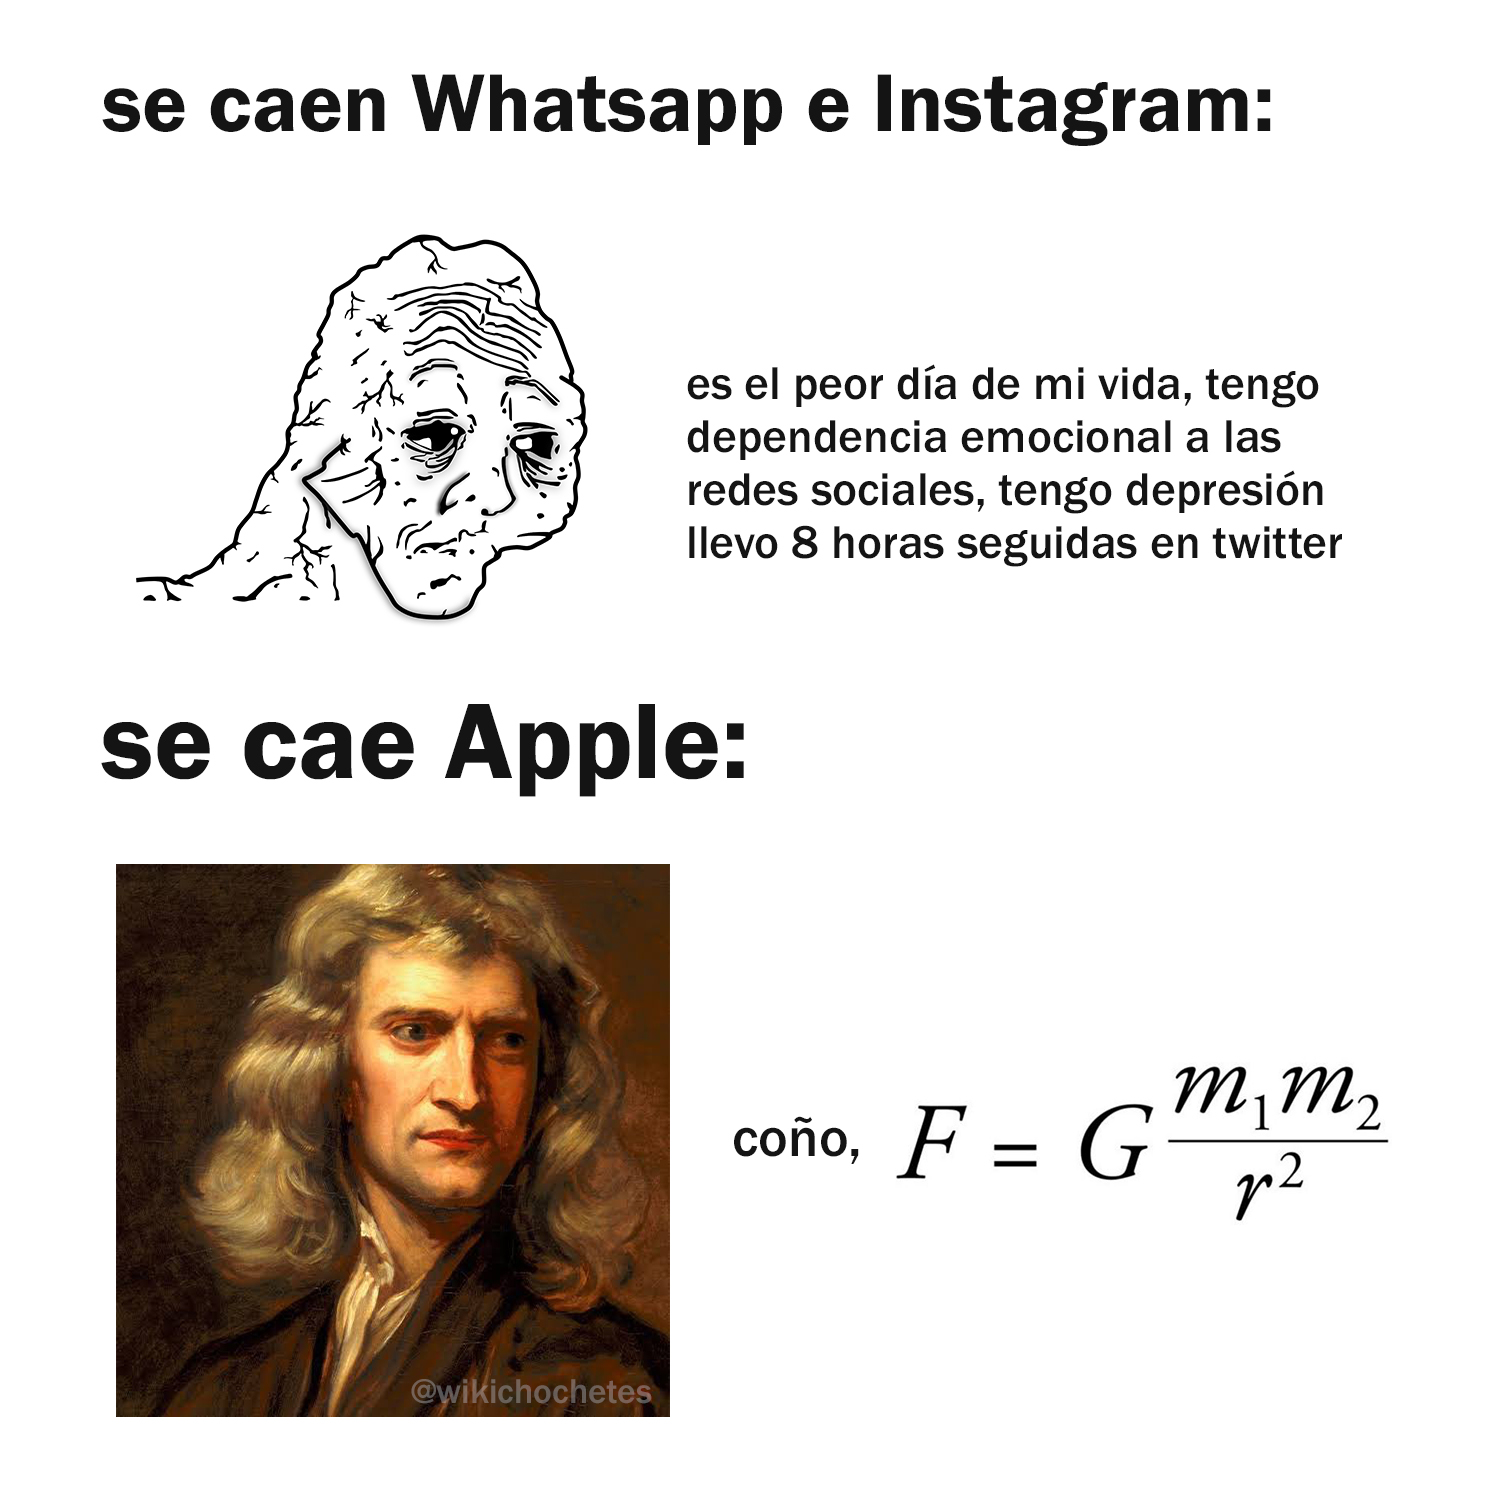 se caen Whatsapp e Instagram:
es el peor día de mi vida, tengo
dependencia emocional a las
redes sociales, tengo depresión
llevo 8 horas seguidas en twitter
se cae Apple:
coño, F = G m₁m₂ / r²
@wikichochetes